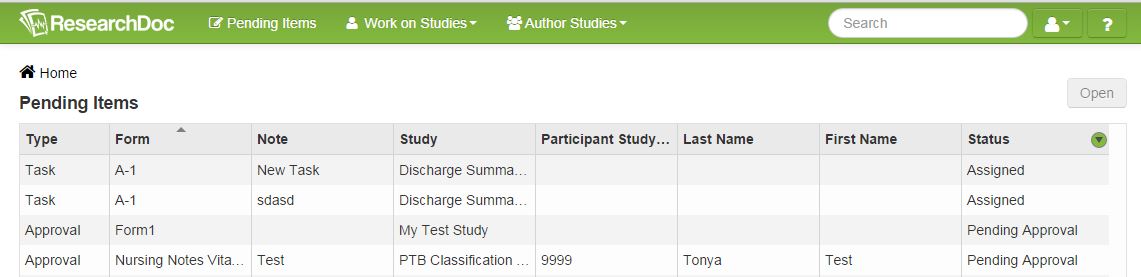 ResearchDoc Pending Items Work on Studies Author Studies Search ?
Home
Open
Pending Items
Type Form Note Study Participant Study... Last Name First Name Status
Task A-1 New Task Discharge Summa... Assigned
Task A-1 sdasd Discharge Summa... Assigned
Approval Form1 My Test Study Pending Approval
Approval Nursing Notes Vita... Test PTB Classification ... 9999 Tonya Test Pending Approval